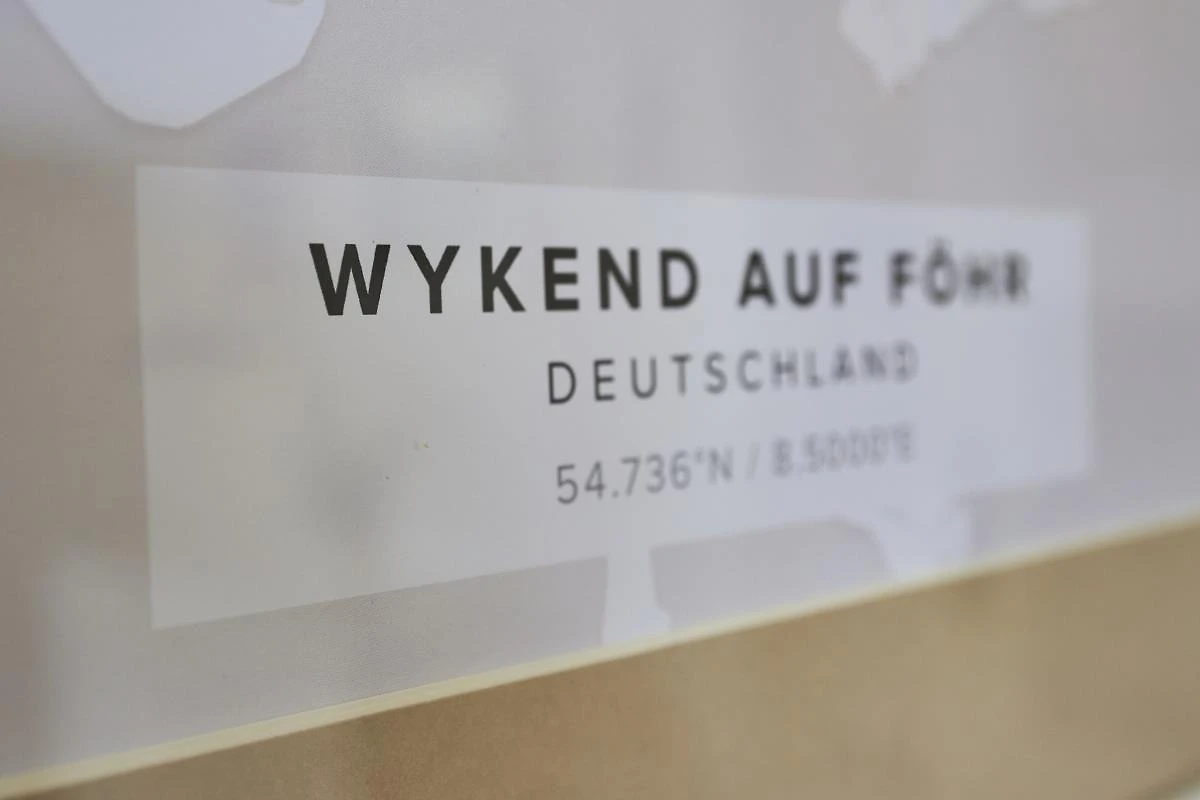 WYKEND AUF FÖHR
DEUTSCHLAND
54.736°N / 8.5000°E